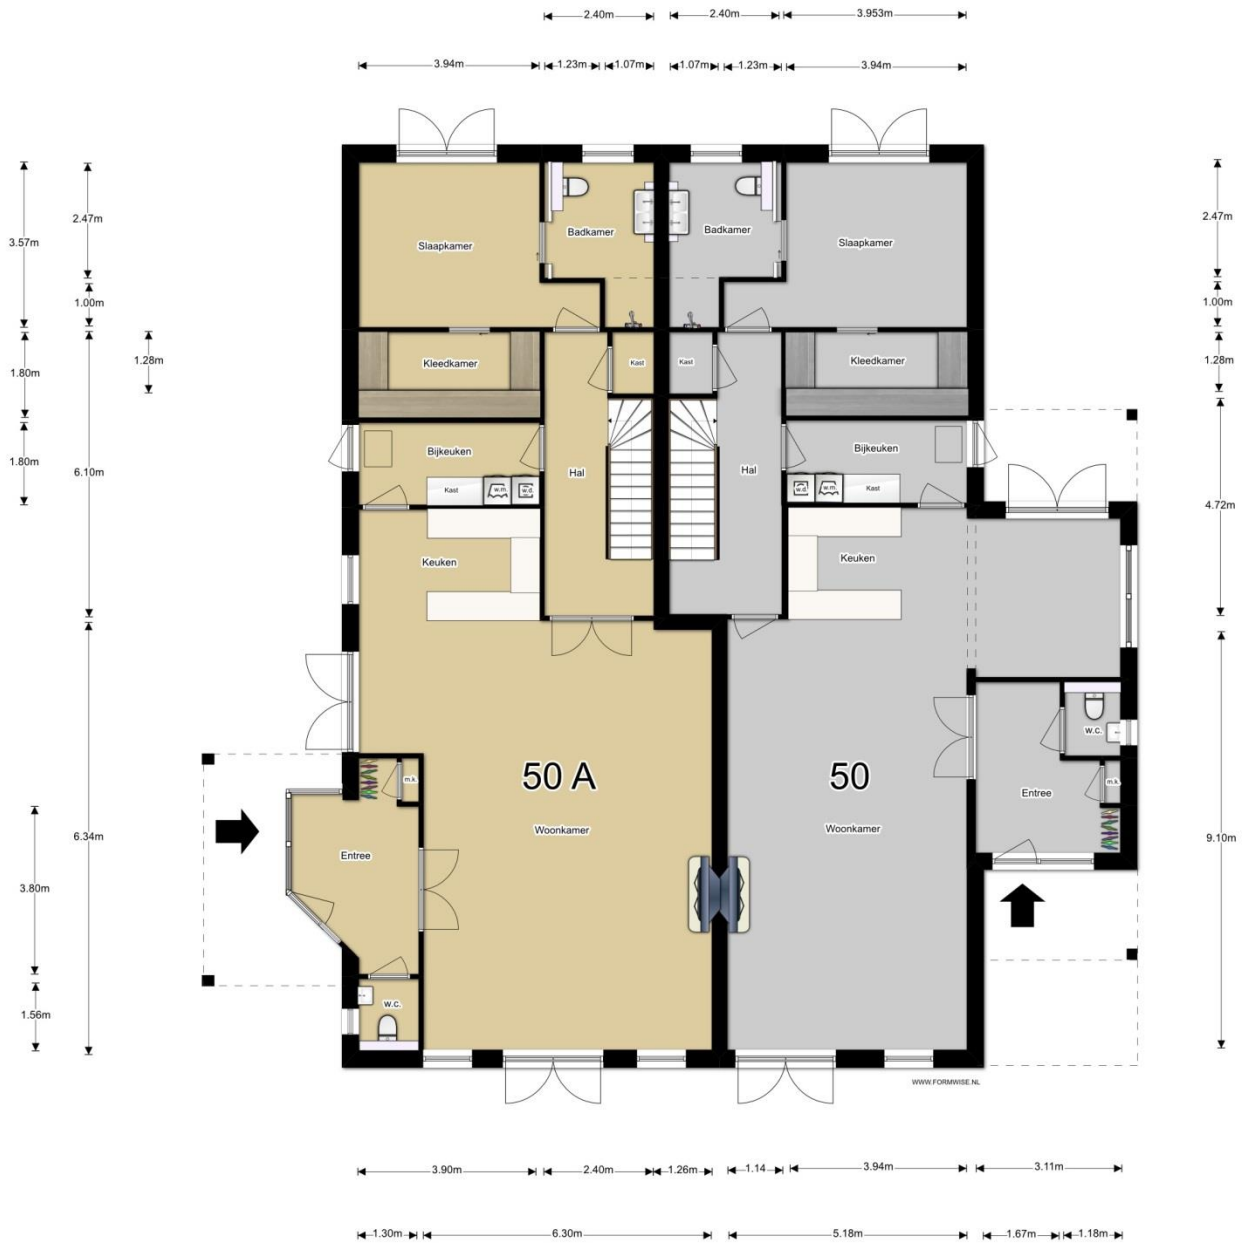 2.40m 2.40m 3.953m
3.94m 1.23m 1.07m 1.07m 1.23m 3.94m
2.47m 2.47m
3.57m
Slaapkamer Badkamer Badkamer Slaapkamer
1.00m 1.00m
1.28m 1.28m
1.80m
Kleedkamer Kast Kast Kleedkamer
1.80m
6.10m
Bijkeuken Hal Hal Bijkeuken
Kast w.m. w.d. w.d. w.m. Kast
4.72m
Keuken Keuken
w.c.
50 A 50
m.k. m.k.
Entree
Woonkamer Woonkamer
6.34m 9.10m
Entree
3.80m
w.c.
1.56m
WWW.FORMWISE.NL
3.90m 2.40m 1.26m 1.14 3.94m 3.11m
1.30m 6.30m 5.18m 1.67m 1.18m